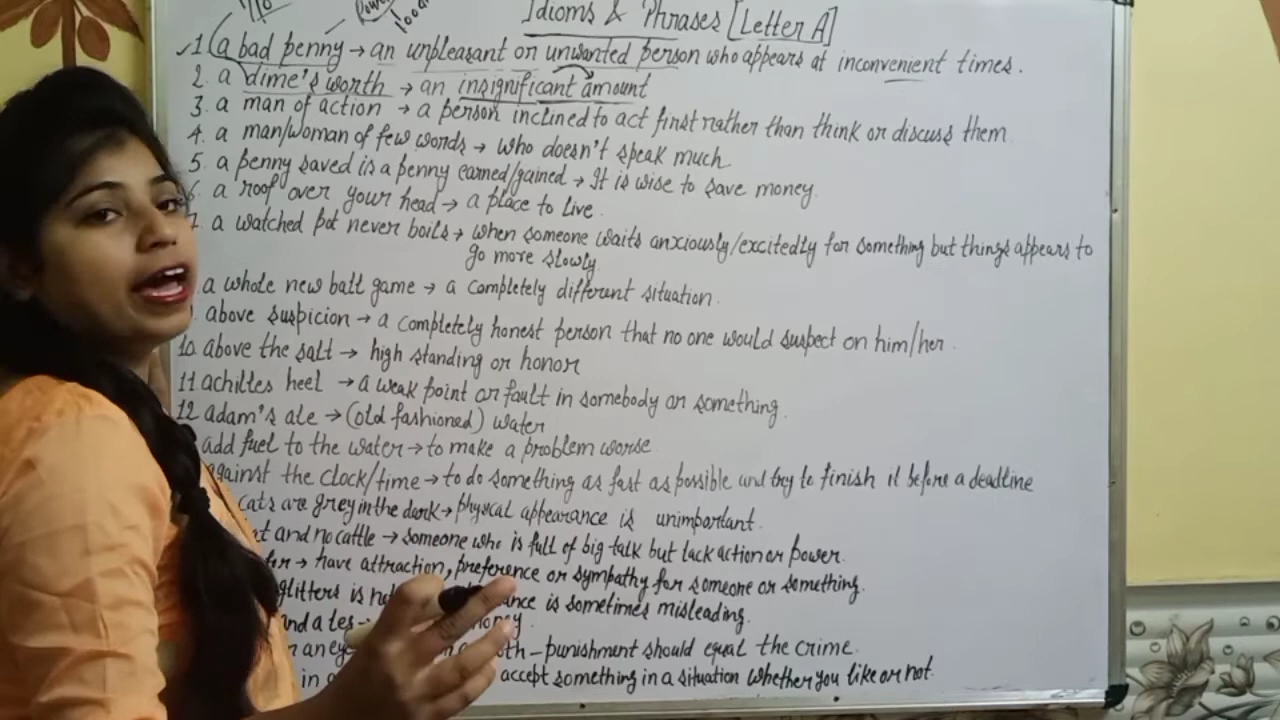 Idioms & Phrases [Letter A]
1. a bad penny → an unpleasant or unwanted person who appears at inconvenient times.
2. a dime's worth → an insignificant amount
3. a man of action → a person inclined to act first rather than think or discuss them
4. a man/woman of few words → who doesn't speak much
5. a penny saved is a penny earned/gained → It is wise to save money.
6. a roof over your head → a place to live.
7. a watched pot never boils → when someone waits anxiously/excitedly for something but things appears to
go more slowly
a whole new ball game → a completely different situation.
above suspicion → a completely honest person that no one would suspect on him/her.
10. above the salt → high standing or honor
11 achilles heel → a weak point or fault in somebody or something.
12 adam's ale → (old fashioned) water
add fuel to the water → to make a problem worse.
against the clock/time → to do something as fast as possible and try to finish it before a deadline
cats are grey in the dark → physical appearance is unimportant.
and no cattle → someone who is full of big talk but lack action or power.
→ have attraction, preference or sympathy for someone or something.
glitters is is sometimes misleading.
and a
punishment should equal the crime.
in accept something in a situation whether you like or not.